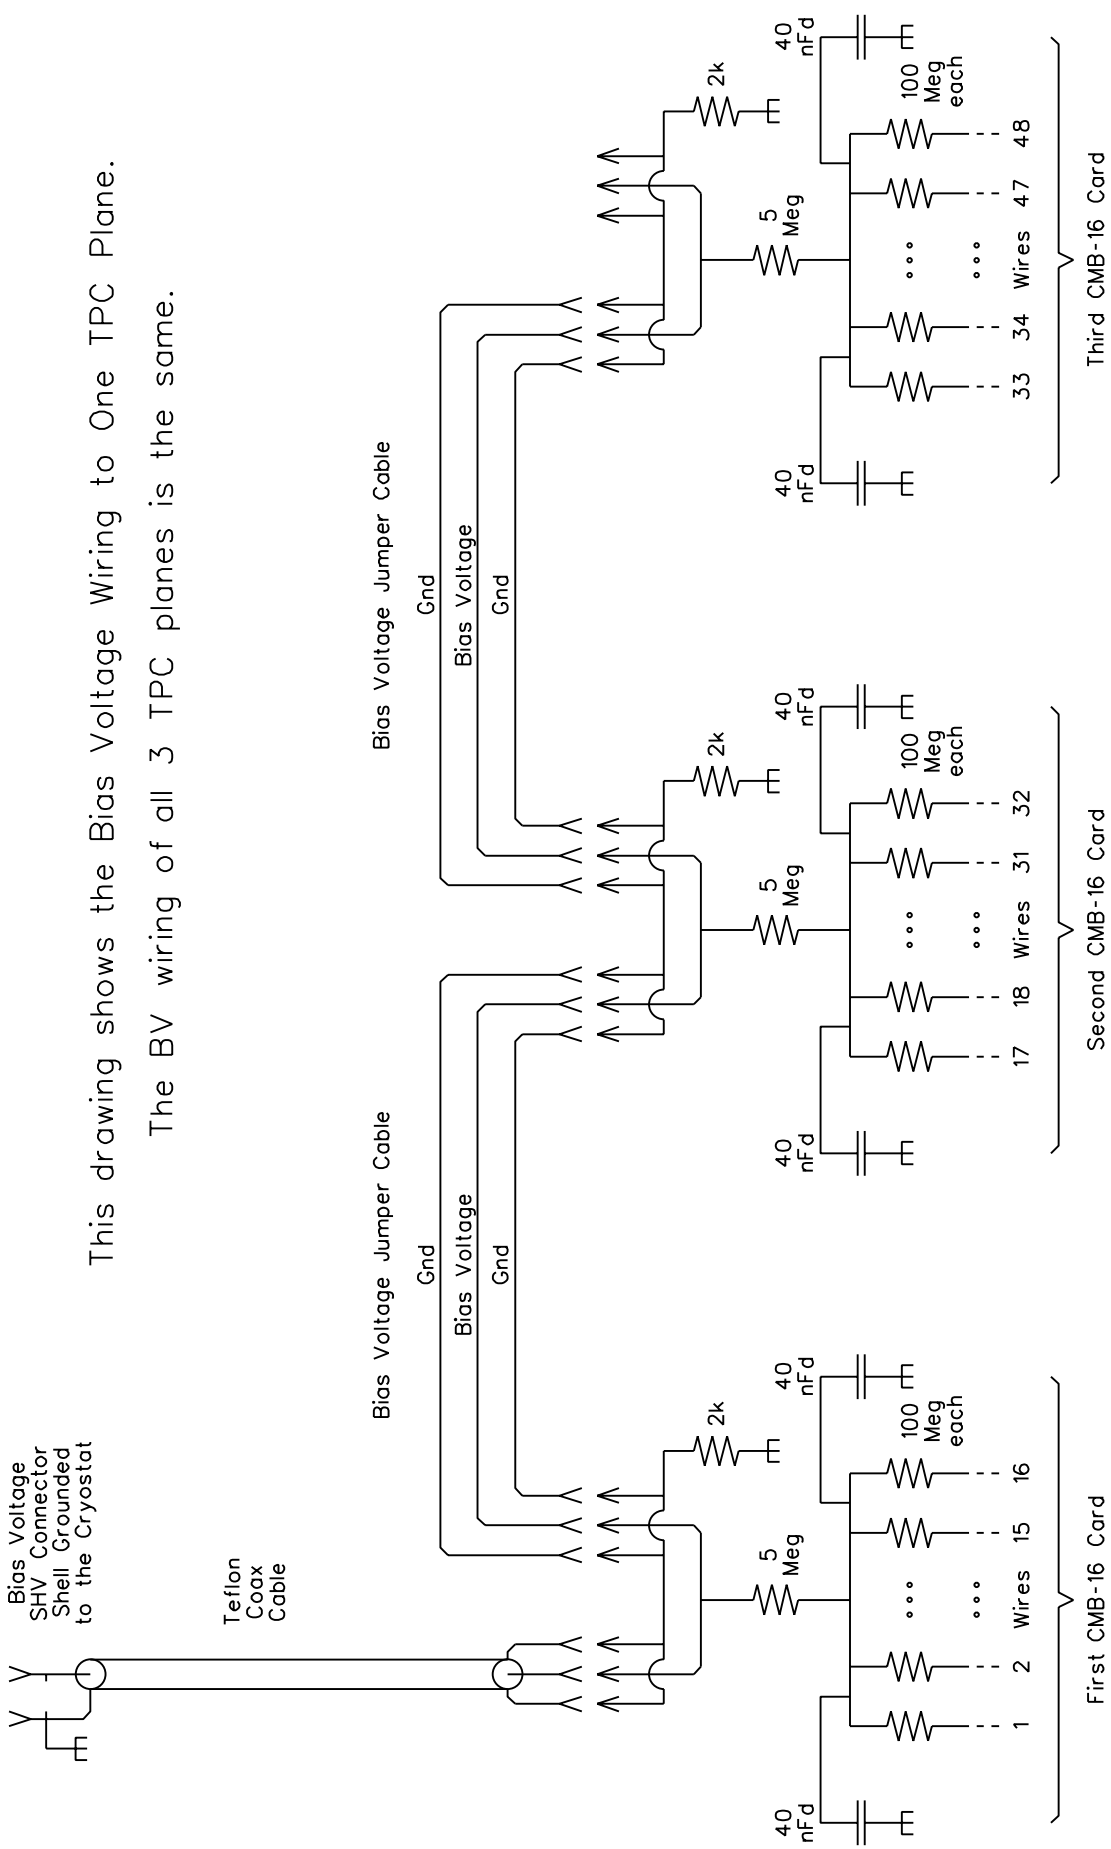 This drawing shows the Bias Voltage Wiring to One TPC Plane.
The BV wiring of all 3 TPC planes is the same.
Bias Voltage
SHV Connector
Shell Grounded
to the Cryostat
Teflon
Coax
Cable
Bias Voltage Jumper Cable
Gnd
Bias Voltage
Gnd
Bias Voltage Jumper Cable
Gnd
Bias Voltage
Gnd
2k
5
Meg
40
nFd
40
nFd
100
Meg
each
1 2 Wires 15 16
First CMB-16 Card
2k
5
Meg
40
nFd
40
nFd
100
Meg
each
17 18 Wires 31 32
Second CMB-16 Card
2k
5
Meg
40
nFd
40
nFd
100
Meg
each
33 34 Wires 47 48
Third CMB-16 Card